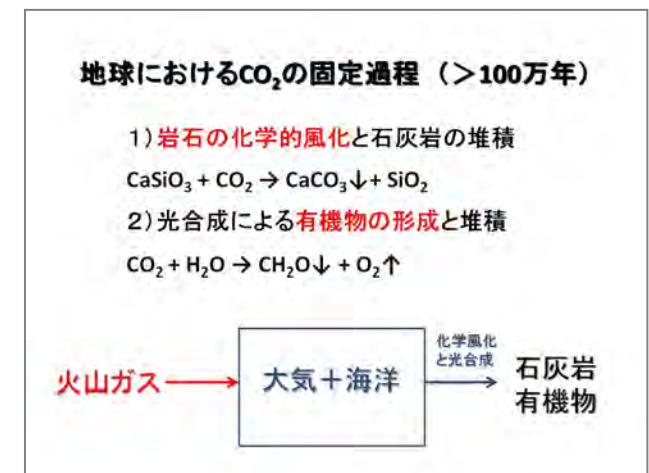 地球におけるCO₂の固定過程（＞100万年）
1）岩石の化学的風化と石灰岩の堆積
CaSiO₃ + CO₂ → CaCO₃↓+ SiO₂
2）光合成による有機物の形成と堆積
CO₂ + H₂O → CH₂O↓ + O₂↑
火山ガス
大気＋海洋
化学風化
と光合成
石灰岩
有機物